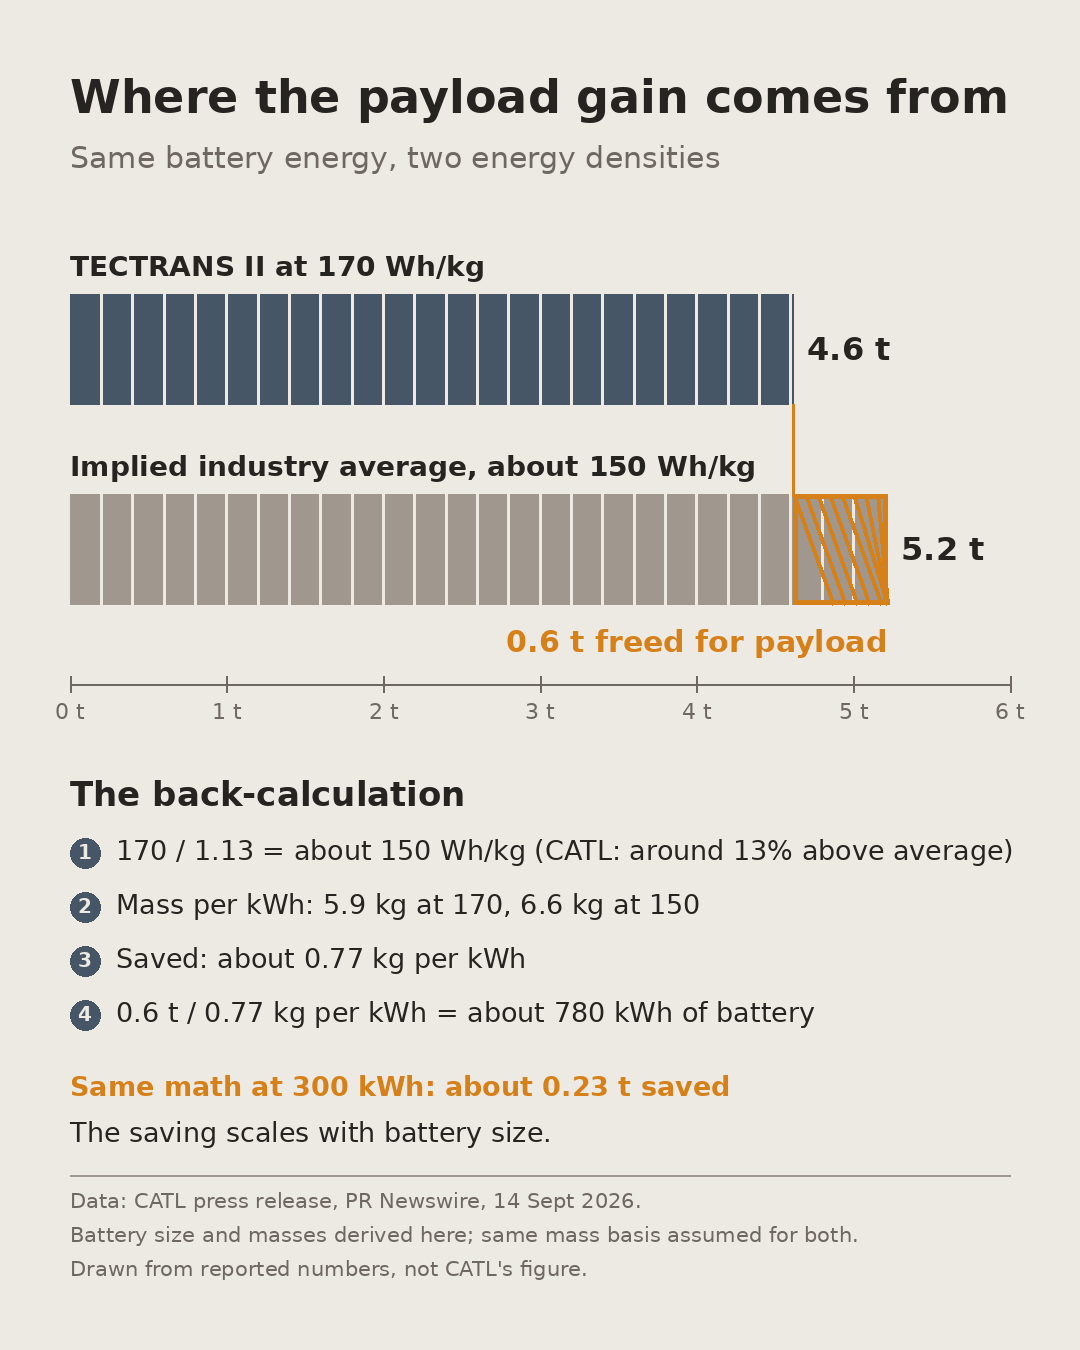 Where the payload gain comes from
Same battery energy, two energy densities
TECTRANS II at 170 Wh/kg
4.6 t
Implied industry average, about 150 Wh/kg
5.2 t
0.6 t freed for payload
0 t 1 t 2 t 3 t 4 t 5 t 6 t
The back-calculation
1 170 / 1.13 = about 150 Wh/kg (CATL: around 13% above average)
2 Mass per kWh: 5.9 kg at 170, 6.6 kg at 150
3 Saved: about 0.77 kg per kWh
4 0.6 t / 0.77 kg per kWh = about 780 kWh of battery
Same math at 300 kWh: about 0.23 t saved
The saving scales with battery size.
Data: CATL press release, PR Newswire, 14 Sept 2026.
Battery size and masses derived here; same mass basis assumed for both.
Drawn from reported numbers, not CATL's figure.